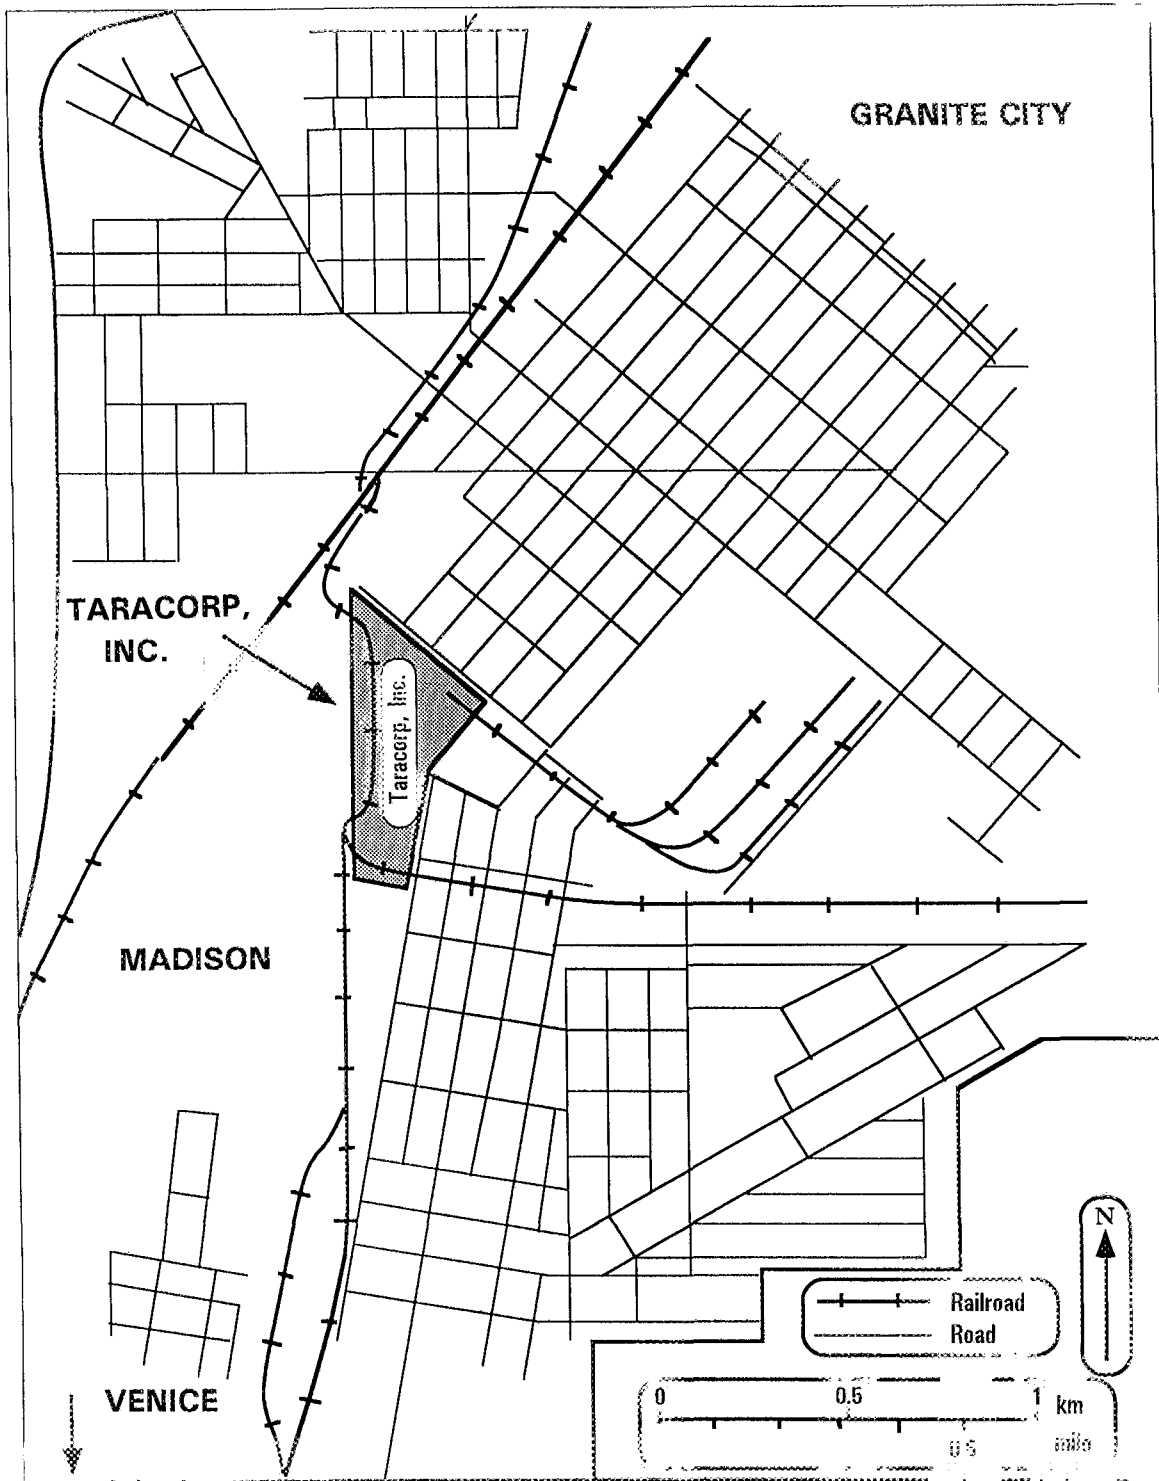 GRANITE CITY
TARACORP,
INC.
Taracorp, Inc.
MADISON
N
Railroad
Road
VENICE
0 0.5 1 km
0.5 mile